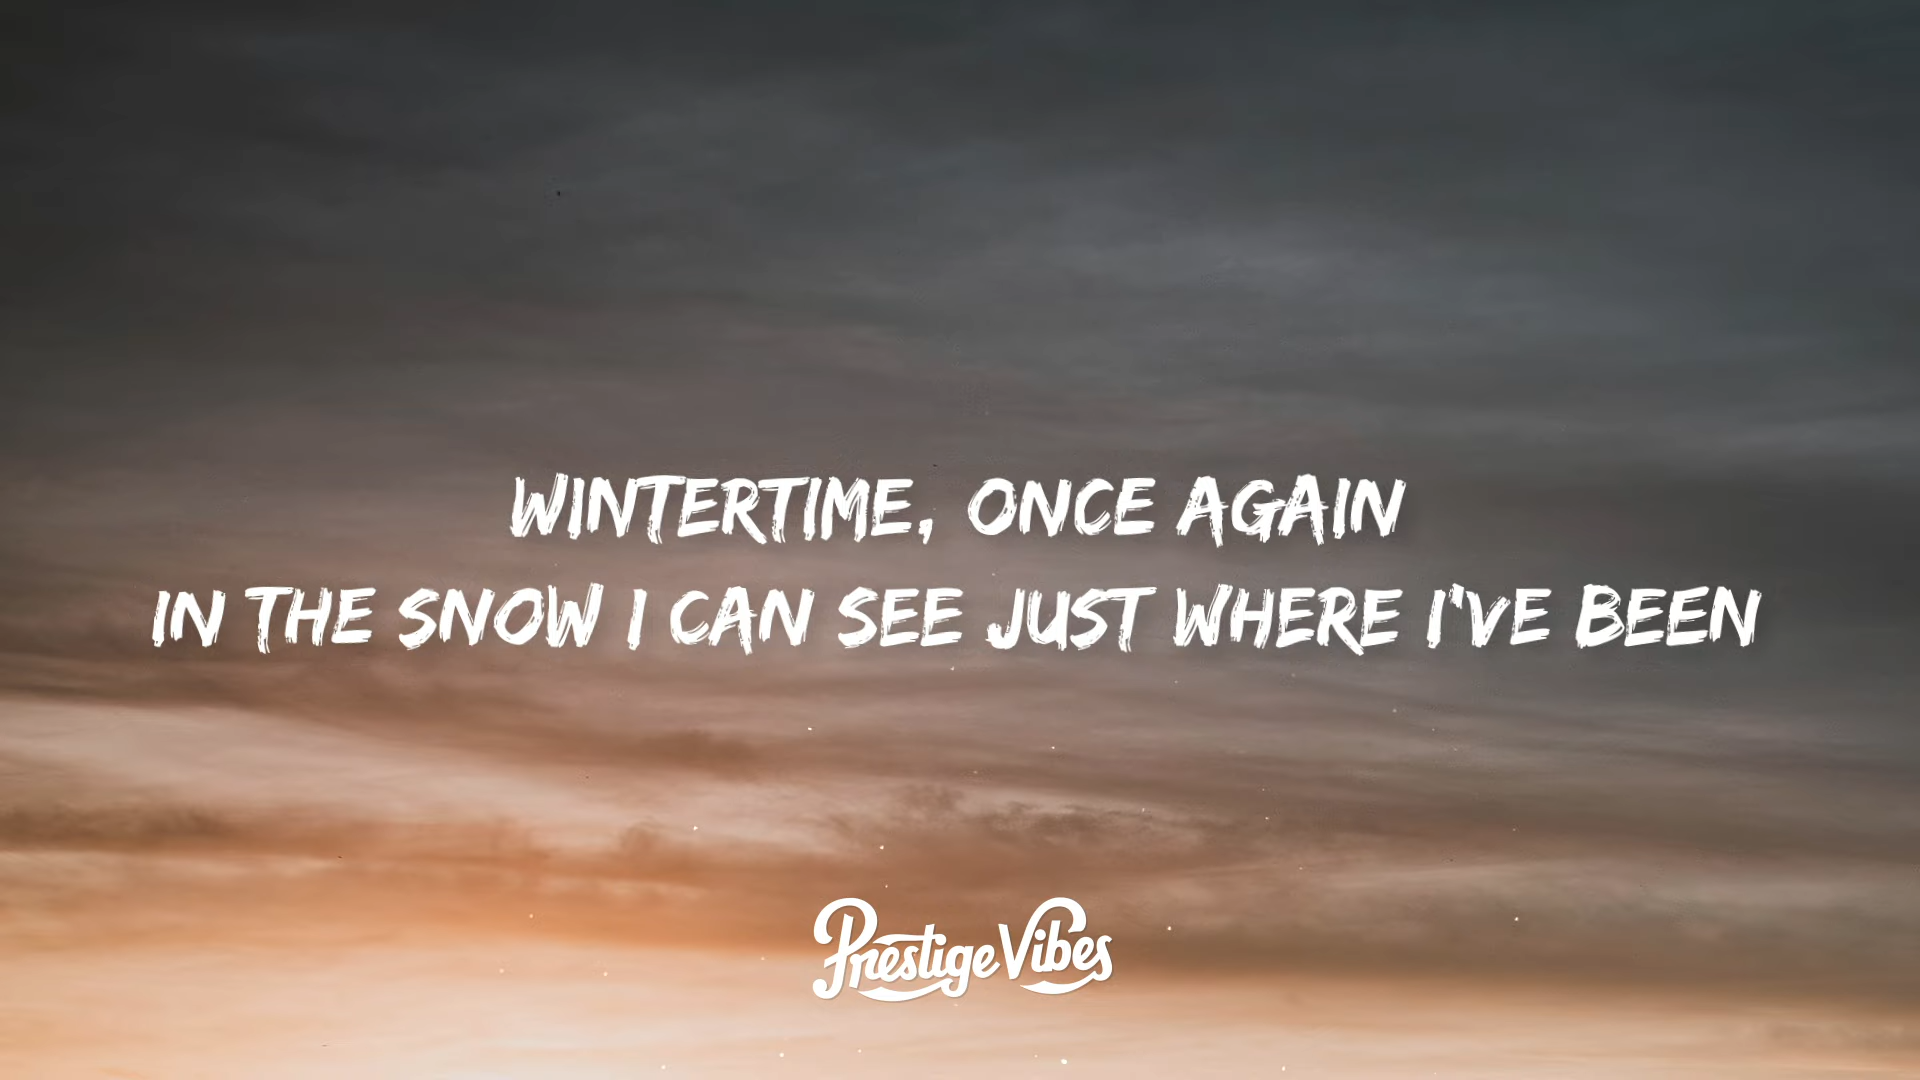 WINTERTIME, ONCE AGAIN
IN THE SNOW I CAN SEE JUST WHERE I'VE BEEN
Prestige Vibes